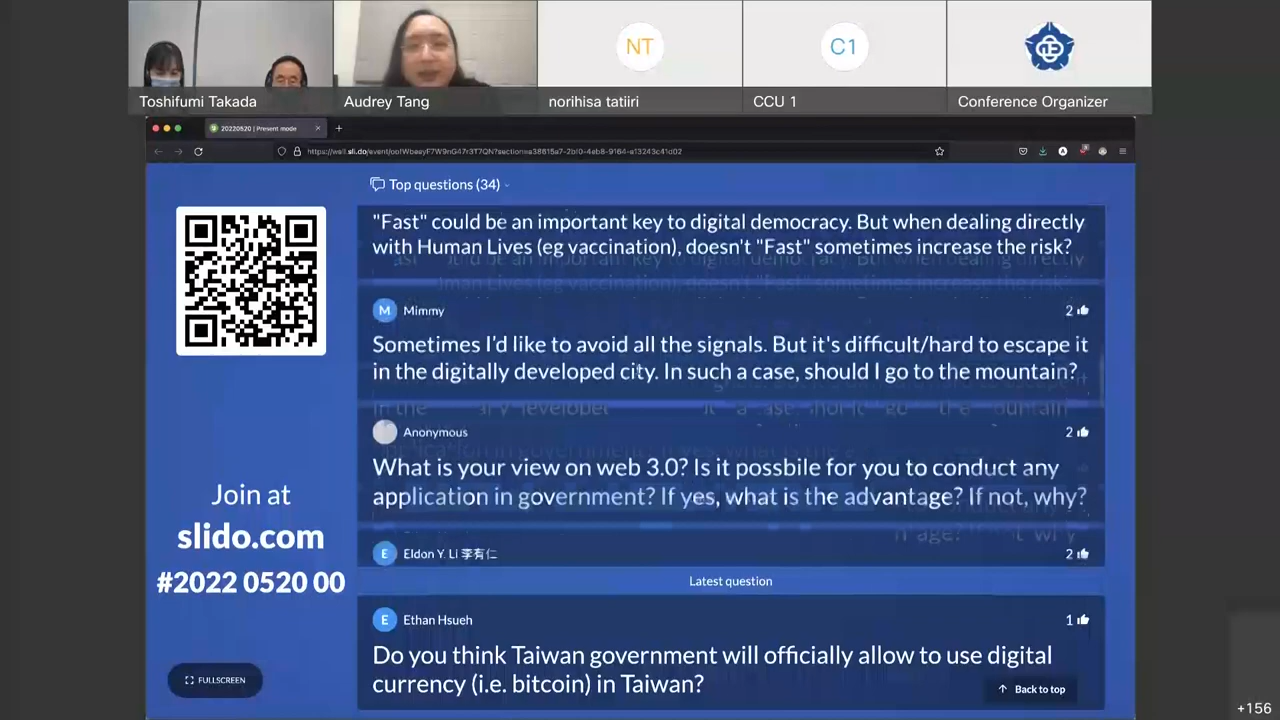 NT
C1
Toshifumi Takada
Audrey Tang
norihisa tatiiri
CCU 1
Conference Organizer
20220520 | Present mode
Top questions (34)
"Fast" could be an important key to digital democracy. But when dealing directly
with Human Lives (eg vaccination), doesn't "Fast" sometimes increase the risk?
M
Mimmy
2
Sometimes I'd like to avoid all the signals. But it's difficult/hard to escape it
in the digitally developed city. In such a case, should I go to the mountain?
Anonymous
2
What is your view on web 3.0? Is it possbile for you to conduct any
application in government? If yes, what is the advantage? If not, why?
E
Eldon Y. Li 李有仁
2
Latest question
E
Ethan Hsueh
1
Do you think Taiwan government will officially allow to use digital
currency (i.e. bitcoin) in Taiwan?
Back to top
Join at
slido.com
#2022 0520 00
FULLSCREEN
+156